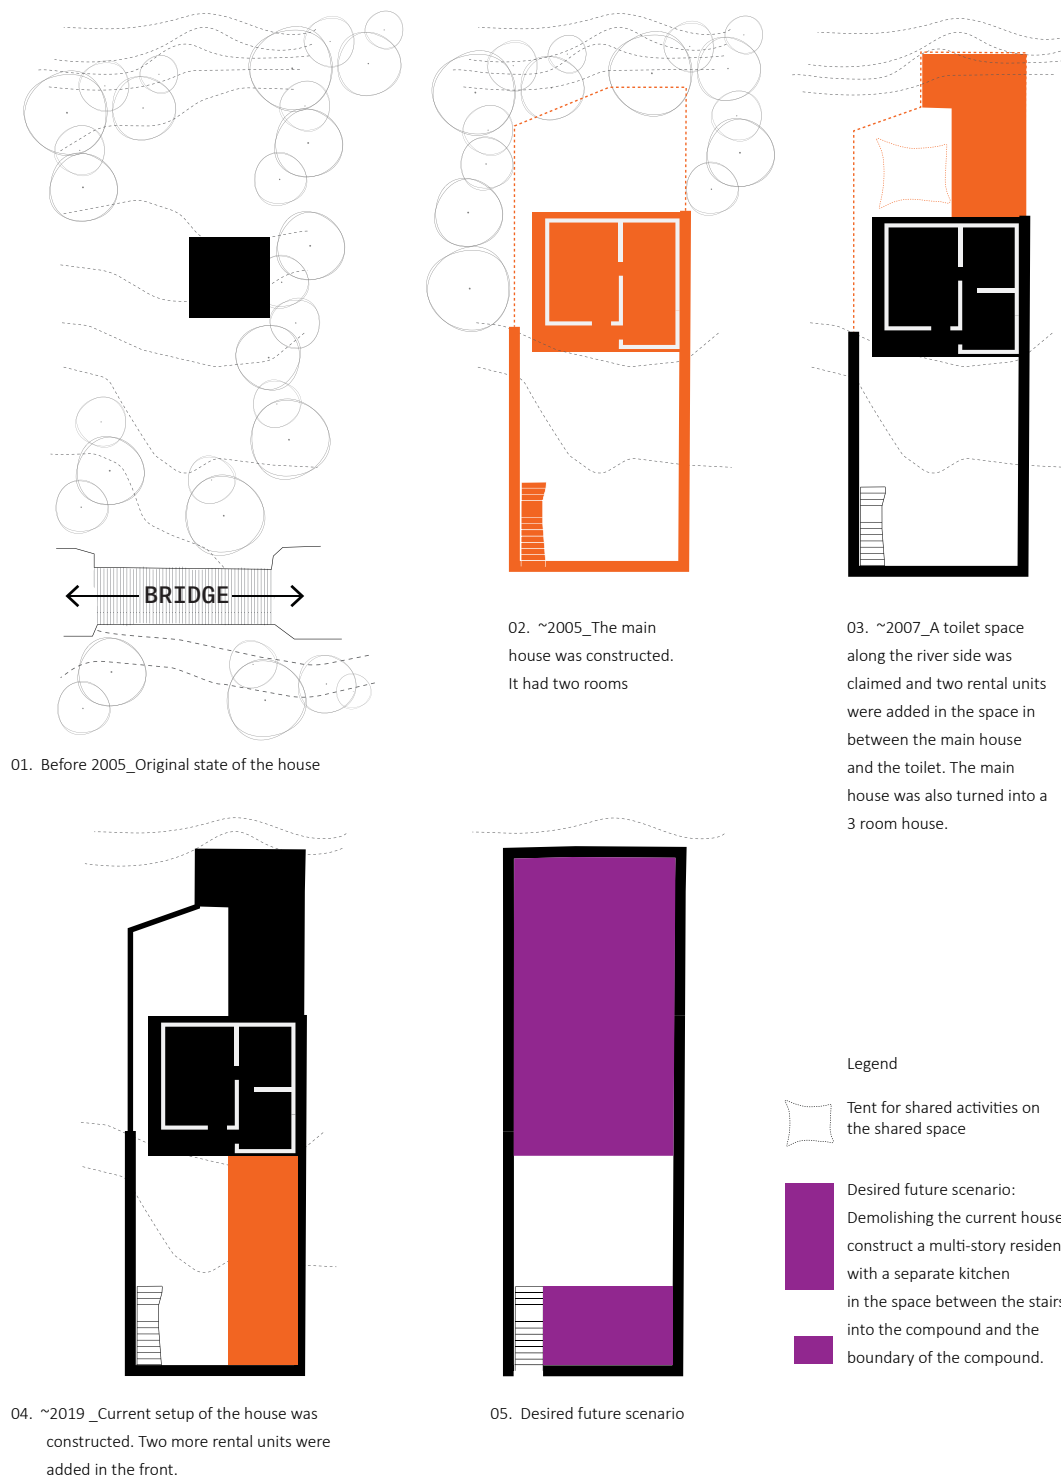 BRIDGE
01. Before 2005_Original state of the house
02. ~2005_The main
house was constructed.
It had two rooms
03. ~2007_A toilet space
along the river side was
claimed and two rental units
were added in the space in
between the main house
and the toilet. The main
house was also turned into a
3 room house.
04. ~2019 _Current setup of the house was
constructed. Two more rental units were
added in the front.
05. Desired future scenario
Legend
Tent for shared activities on
the shared space
Desired future scenario:
Demolishing the current house
construct a multi-story residen
with a separate kitchen
in the space between the stairs
into the compound and the
boundary of the compound.